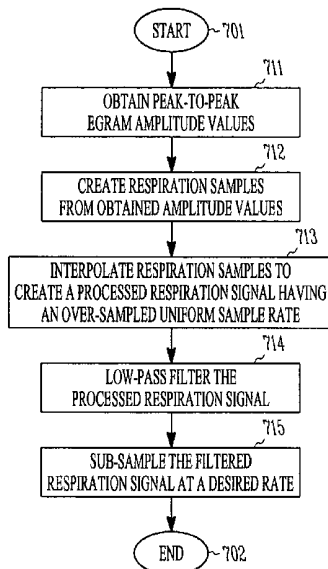 START
701
711
OBTAIN PEAK-TO-PEAK
EGRAM AMPLITUDE VALUES
712
CREATE RESPIRATION SAMPLES
FROM OBTAINED AMPLITUDE VALUES
713
INTERPOLATE RESPIRATION SAMPLES TO
CREATE A PROCESSED RESPIRATION SIGNAL HAVING
AN OVER-SAMPLED UNIFORM SAMPLE RATE
714
LOW-PASS FILTER THE
PROCESSED RESPIRATION SIGNAL
715
SUB-SAMPLE THE FILTERED
RESPIRATION SIGNAL AT A DESIRED RATE
END
702